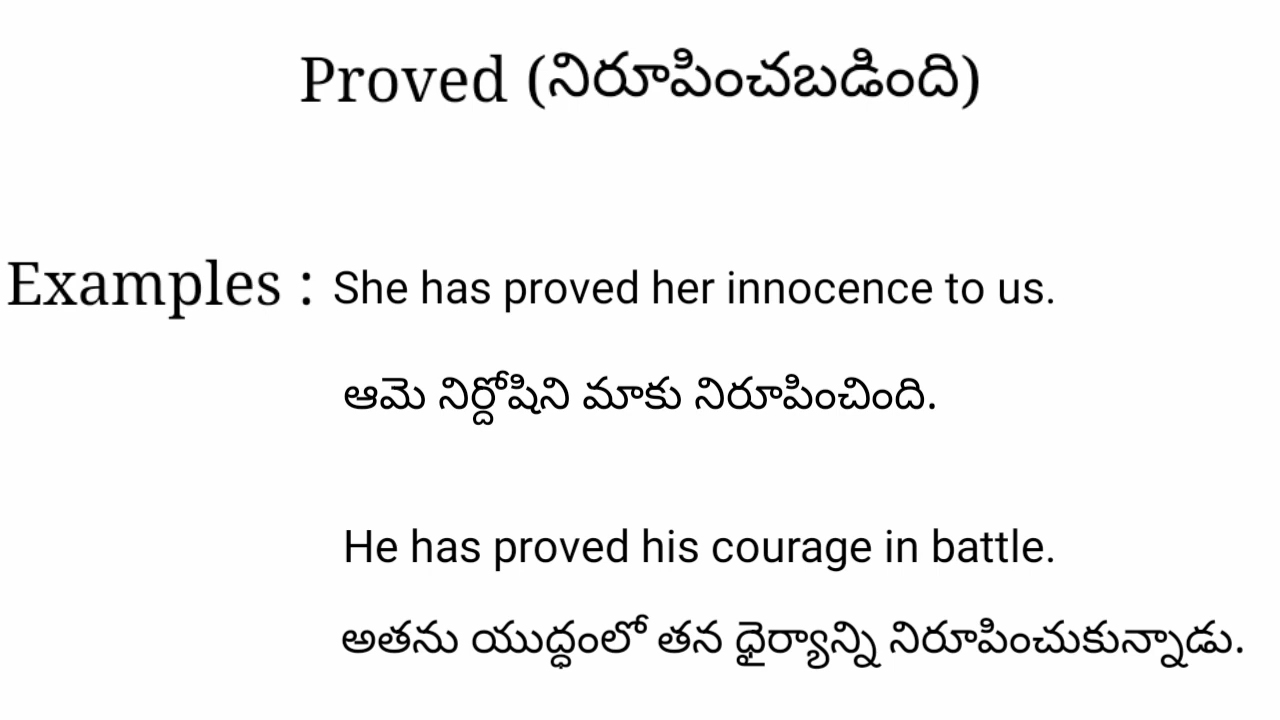 Proved (నిరూపించబడింది)
Examples : She has proved her innocence to us.
ఆమె నిర్దోషిని మాకు నిరూపించింది.
He has proved his courage in battle.
అతను యుద్ధంలో తన ధైర్యాన్ని నిరూపించుకున్నాడు.